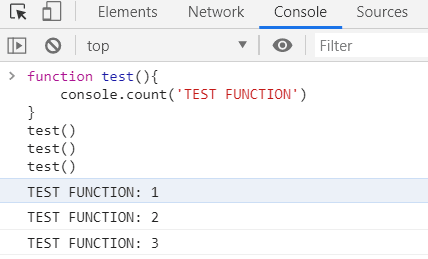 Elements Network Console Sources
top Filter
> function test(){
    console.count('TEST FUNCTION')
}
test()
test()
test()
TEST FUNCTION: 1
TEST FUNCTION: 2
TEST FUNCTION: 3